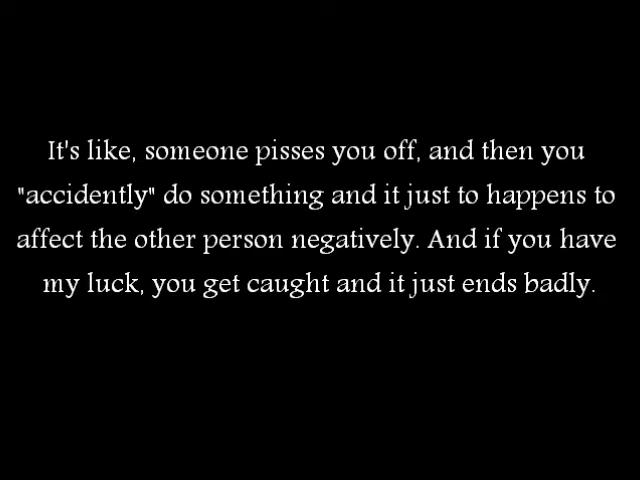 It's like, someone pisses you off, and then you
"accidently" do something and it just to happens to
affect the other person negatively. And if you have
my luck, you get caught and it just ends badly.